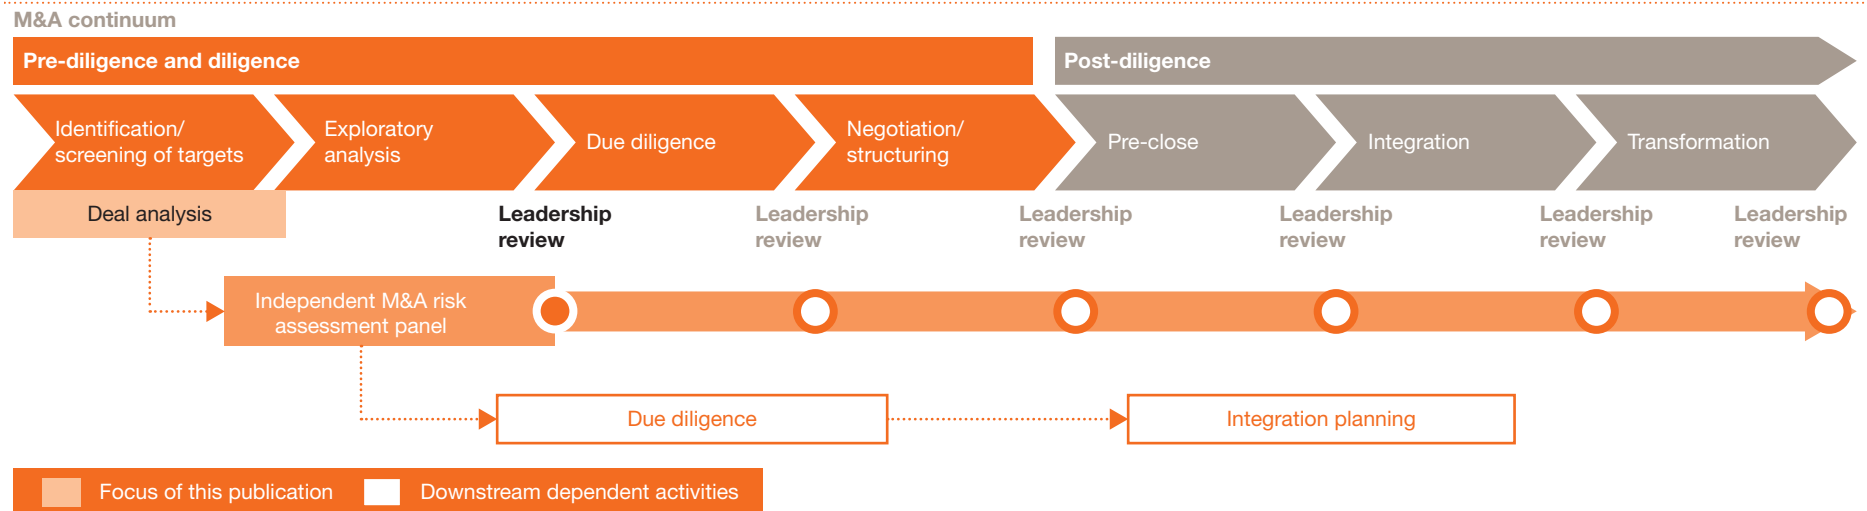 M&A continuum
Pre-diligence and diligence
Post-diligence
Identification/
screening of targets
Exploratory
analysis
Due diligence
Negotiation/
structuring
Pre-close
Integration
Transformation
Deal analysis
Leadership
review
Leadership
review
Leadership
review
Leadership
review
Leadership
review
Leadership
review
Independent M&A risk
assessment panel
Due diligence
Integration planning
Focus of this publication
Downstream dependent activities